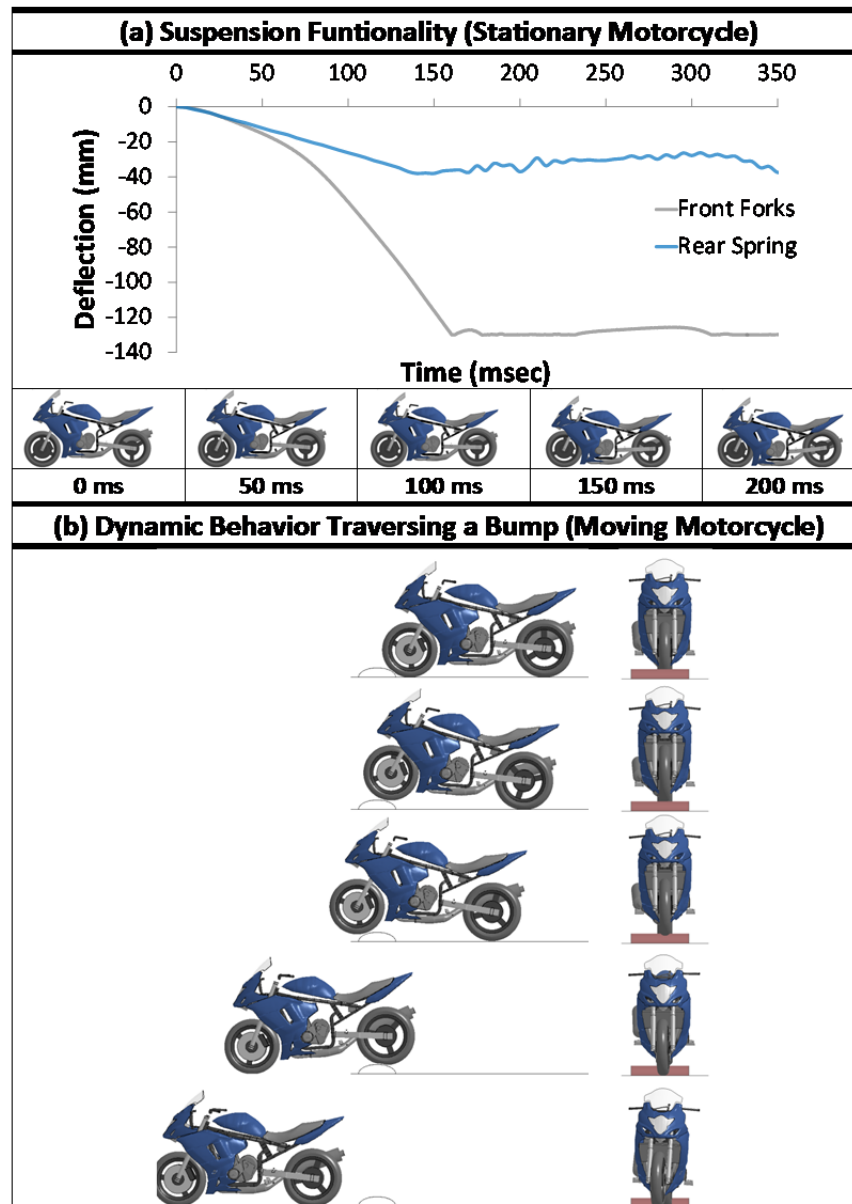 (a) Suspension Funtionality (Stationary Motorcycle)
0 50 100 150 200 250 300 350
0
-20
-40
-60
-80
-100
-120
-140
Deflection (mm)
Front Forks
Rear Spring
Time (msec)
0 ms 50 ms 100 ms 150 ms 200 ms
(b) Dynamic Behavior Traversing a Bump (Moving Motorcycle)